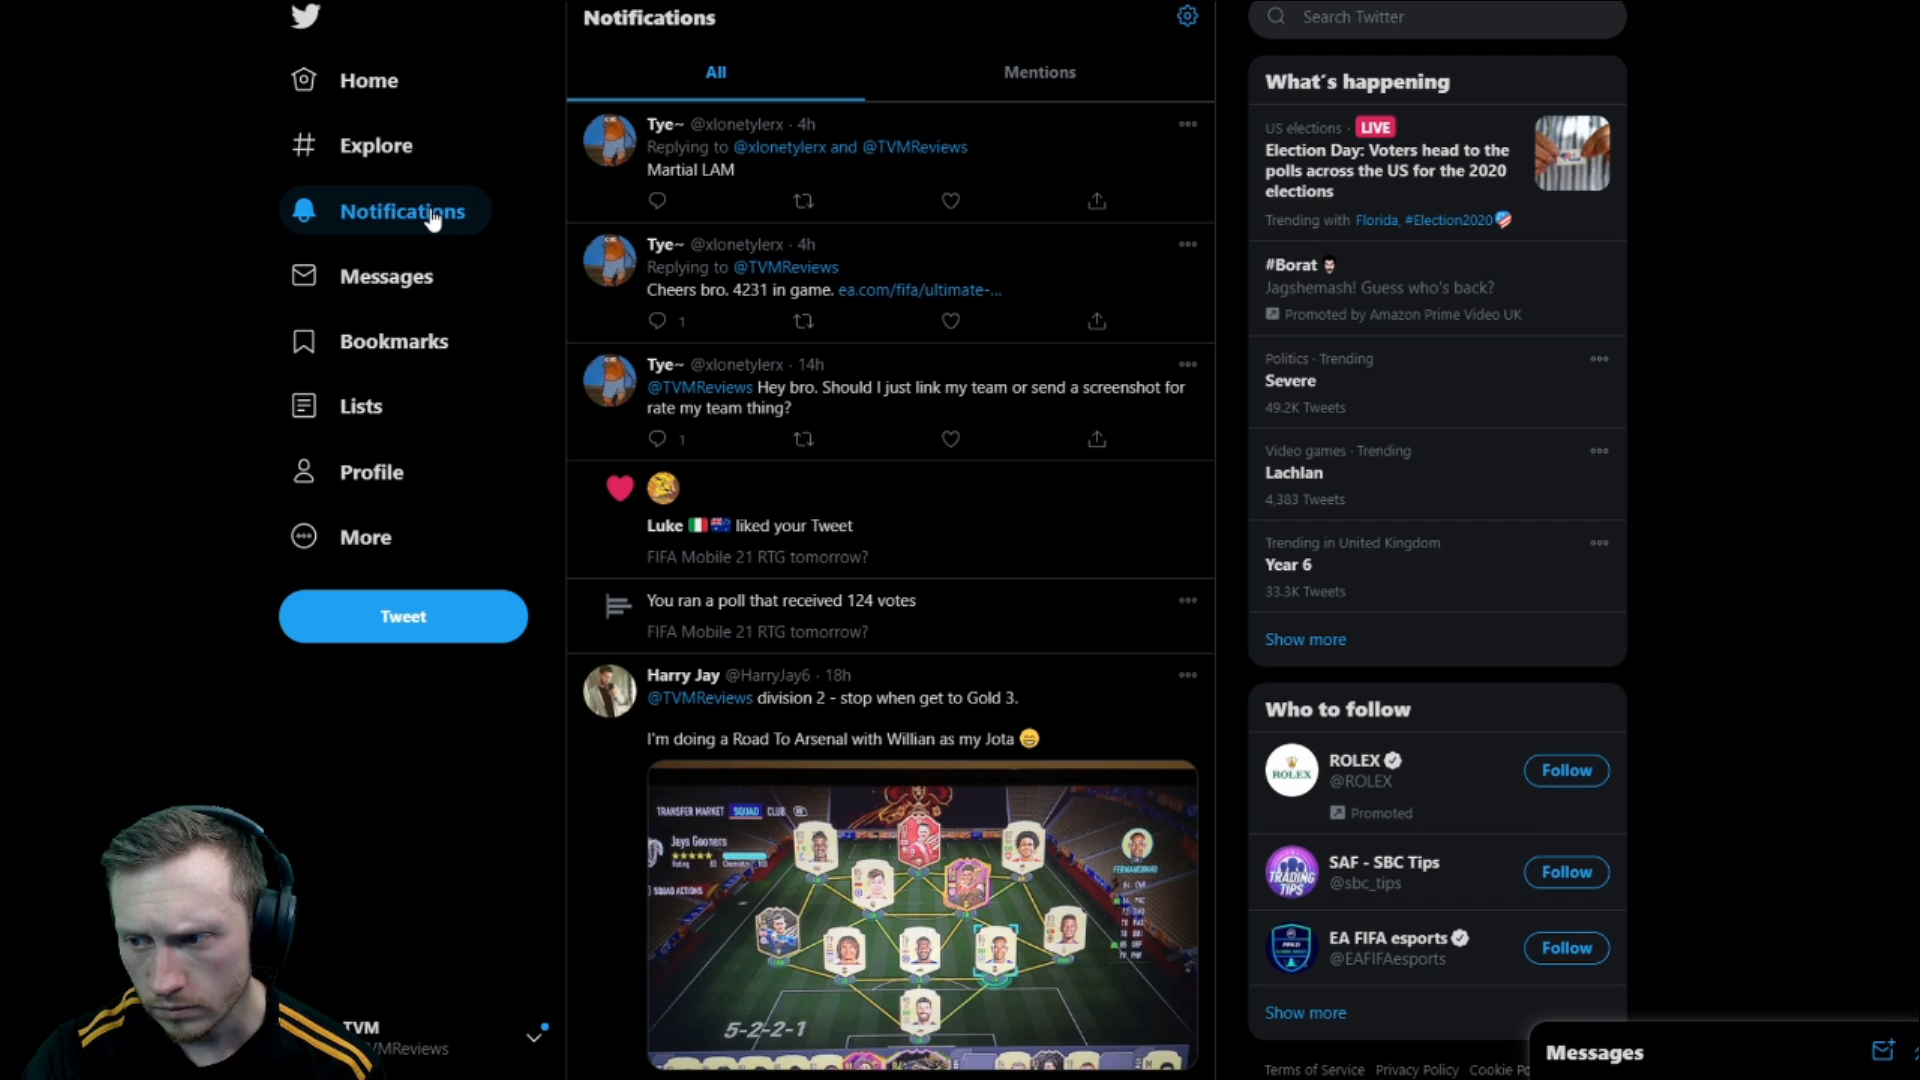 Home
Explore
Notifications
Messages
Bookmarks
Lists
Profile
More
Tweet
TVM
MReviews
Notifications
All
Mentions
Tye~ @xlonetylerx · 4h
Replying to @xlonetylerx and @TVMReviews
Martial LAM
Tye~ @xlonetylerx · 4h
Replying to @TVMReviews
Cheers bro. 4231 in game. ea.com/fifa/ultimate-...
1
Tye~ @xlonetylerx · 14h
@TVMReviews Hey bro. Should I just link my team or send a screenshot for
rate my team thing?
1
Luke liked your Tweet
FIFA Mobile 21 RTG tomorrow?
You ran a poll that received 124 votes
FIFA Mobile 21 RTG tomorrow?
Harry Jay @HarryJay6 · 18h
@TVMReviews division 2 - stop when get to Gold 3.
I'm doing a Road To Arsenal with Willian as my Jota 😄
TRANSFER MARKET SQUAD CLUB
Jays Gooners
SQUAD ACTIONS
5-2-2-1
Search Twitter
What's happening
US elections · LIVE
Election Day: Voters head to the
polls across the US for the 2020
elections
Trending with Florida, #Election2020
#Borat
Jagshemash! Guess who's back?
Promoted by Amazon Prime Video UK
Politics · Trending
Severe
49.2K Tweets
Video games · Trending
Lachlan
4,383 Tweets
Trending in United Kingdom
Year 6
33.3K Tweets
Show more
Who to follow
ROLEX
ROLEX
@ROLEX
Follow
Promoted
TRADING
TIPS
SAF - SBC Tips
@sbc_tips
Follow
EA FIFA esports
@EAFIFAesports
Follow
Show more
Terms of Service Privacy Policy Cookie Po
Messages